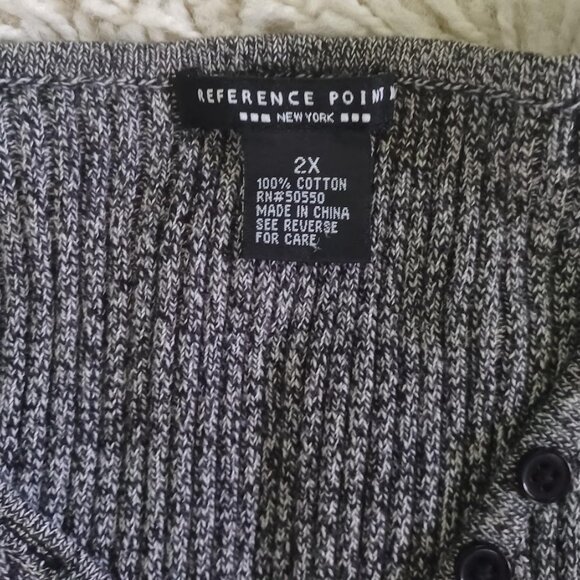 REFERENCE POINT
NEW YORK
2X
100% COTTON
RN#50550
MADE IN CHINA
SEE REVERSE
FOR CARE